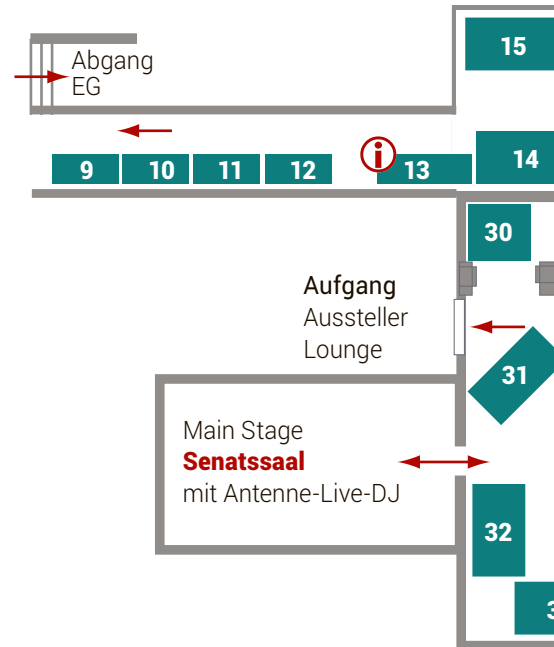 15
Abgang
EG
9
10
11
12
i
13
14
30
Aufgang
Aussteller
Lounge
31
Main Stage
Senatssaal
mit Antenne-Live-DJ
32